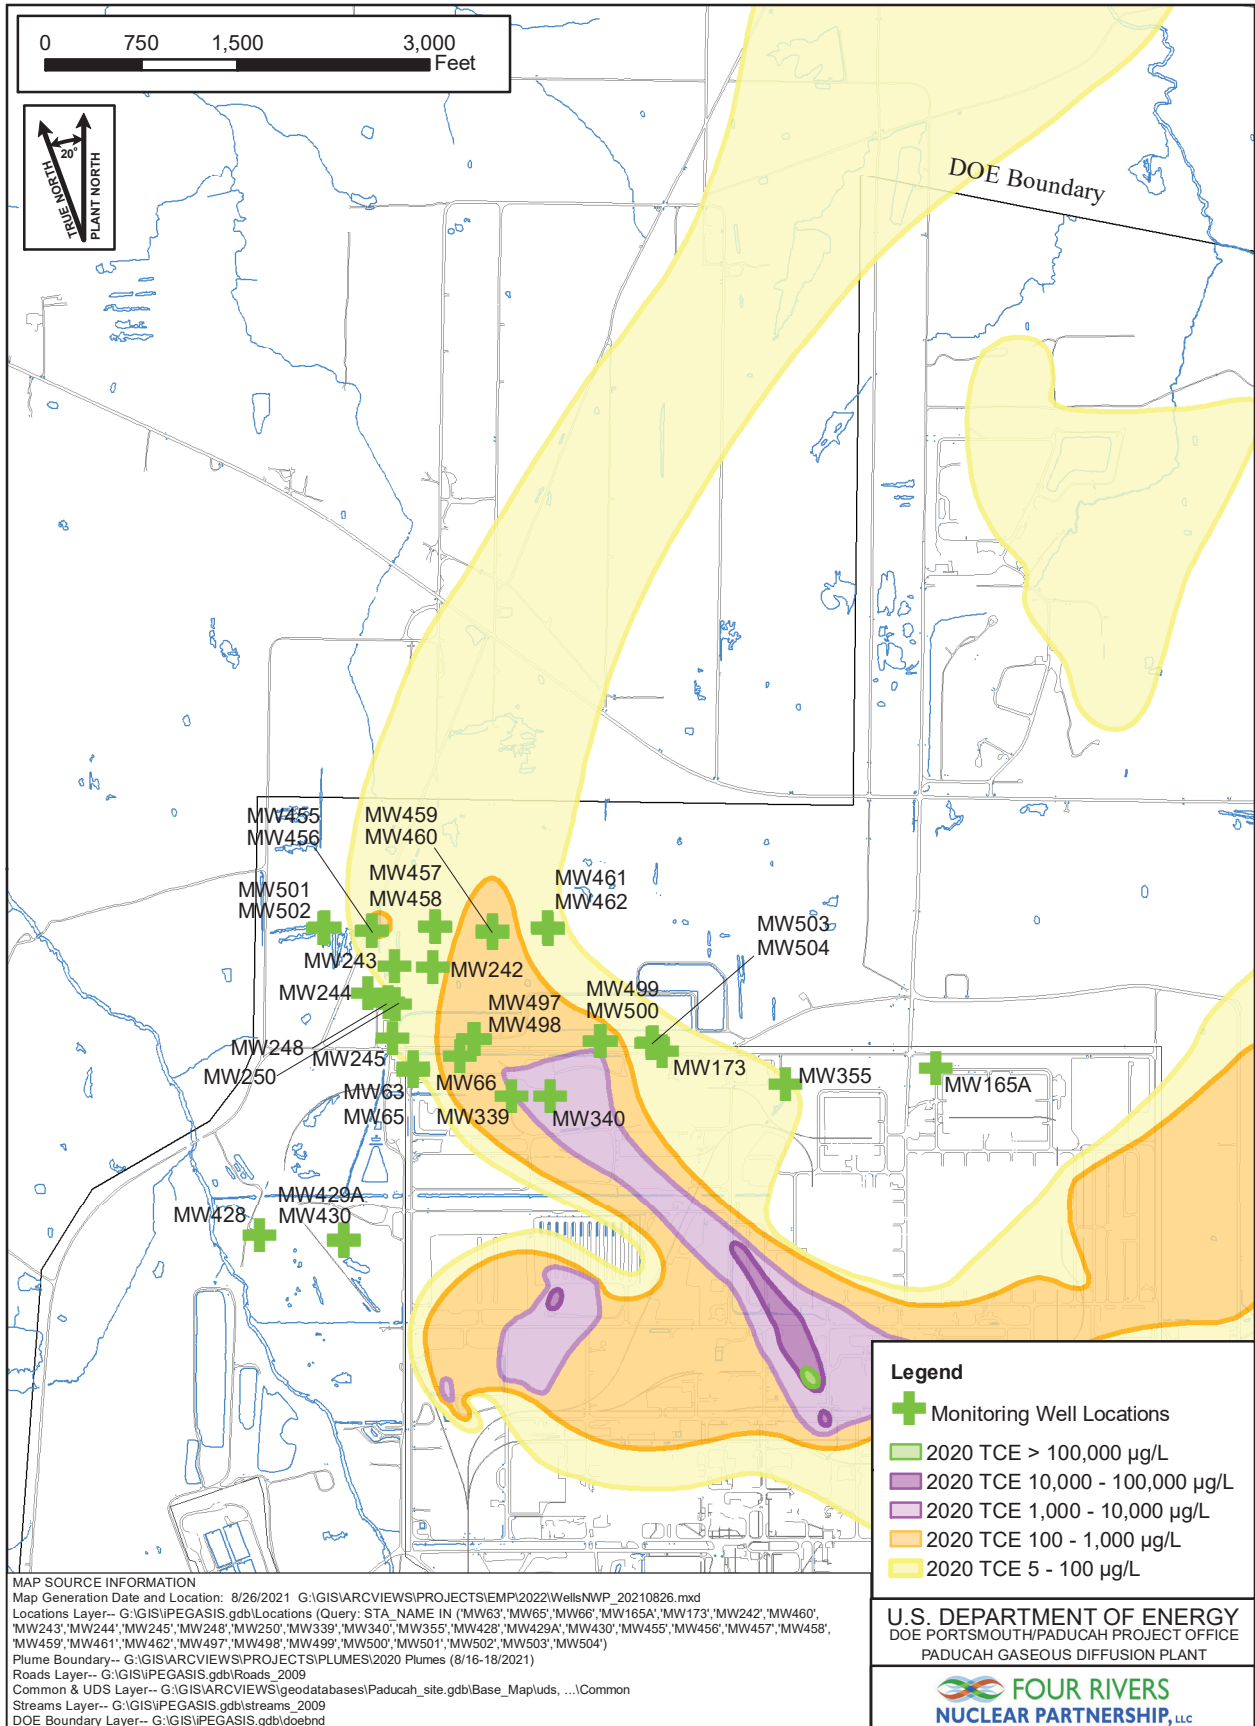 0 750 1,500 3,000
Feet
TRUE NORTH
20°
PLANT NORTH
DOE Boundary
MW455
MW456
MW459
MW460
MW457
MW458
MW461
MW462
MW501
MW502
MW503
MW504
MW243
MW242
MW244
MW499
MW500
MW497
MW498
MW248
MW245
MW250
MW173
MW355
MW165A
MW63
MW65
MW66
MW339
MW340
MW429A
MW428
MW430
Legend
Monitoring Well Locations
2020 TCE > 100,000 µg/L
2020 TCE 10,000 - 100,000 µg/L
2020 TCE 1,000 - 10,000 µg/L
2020 TCE 100 - 1,000 µg/L
2020 TCE 5 - 100 µg/L
MAP SOURCE INFORMATION
Map Generation Date and Location: 8/26/2021 G:\GIS\ARCVIEWS\PROJECTS\EMP\2022\WellsNWP_20210826.mxd
Locations Layer-- G:\GIS\iPEGASIS.gdb\Locations (Query: STA_NAME IN ('MW63','MW65','MW66','MW165A','MW173','MW242','MW460',
'MW243','MW244','MW245','MW248','MW250','MW339','MW340','MW355','MW428','MW429A','MW430','MW455','MW456','MW457','MW458',
'MW459','MW461','MW462','MW497','MW498','MW499','MW500','MW501','MW502','MW503','MW504')
Plume Boundary-- G:\GIS\ARCVIEWS\PROJECTS\PLUMES\2020 Plumes (8/16-18/2021)
Roads Layer-- G:\GIS\iPEGASIS.gdb\Roads_2009
Common & UDS Layer-- G:\GIS\ARCVIEWS\geodatabases\Paducah_site.gdb\Base_Map\uds, ...\Common
Streams Layer-- G:\GIS\iPEGASIS.gdb\streams_2009
DOE Boundary Layer-- G:\GIS\iPEGASIS.gdb\doebnd
U.S. DEPARTMENT OF ENERGY
DOE PORTSMOUTH/PADUCAH PROJECT OFFICE
PADUCAH GASEOUS DIFFUSION PLANT
FOUR RIVERS
NUCLEAR PARTNERSHIP, LLC